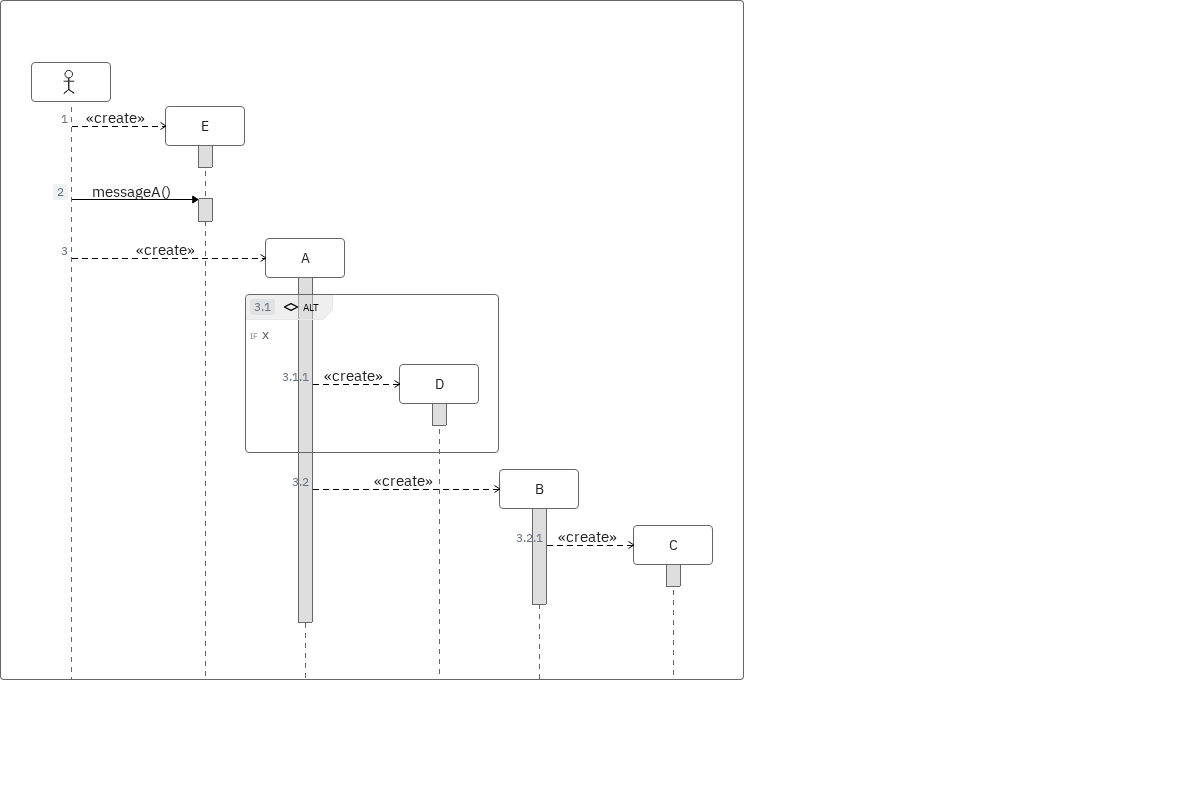 1 «create»
E
2 messageA()
3 «create»
A
3.1 ALT
IF x
3.1.1 «create»
D
3.2 «create»
B
3.2.1 «create»
C